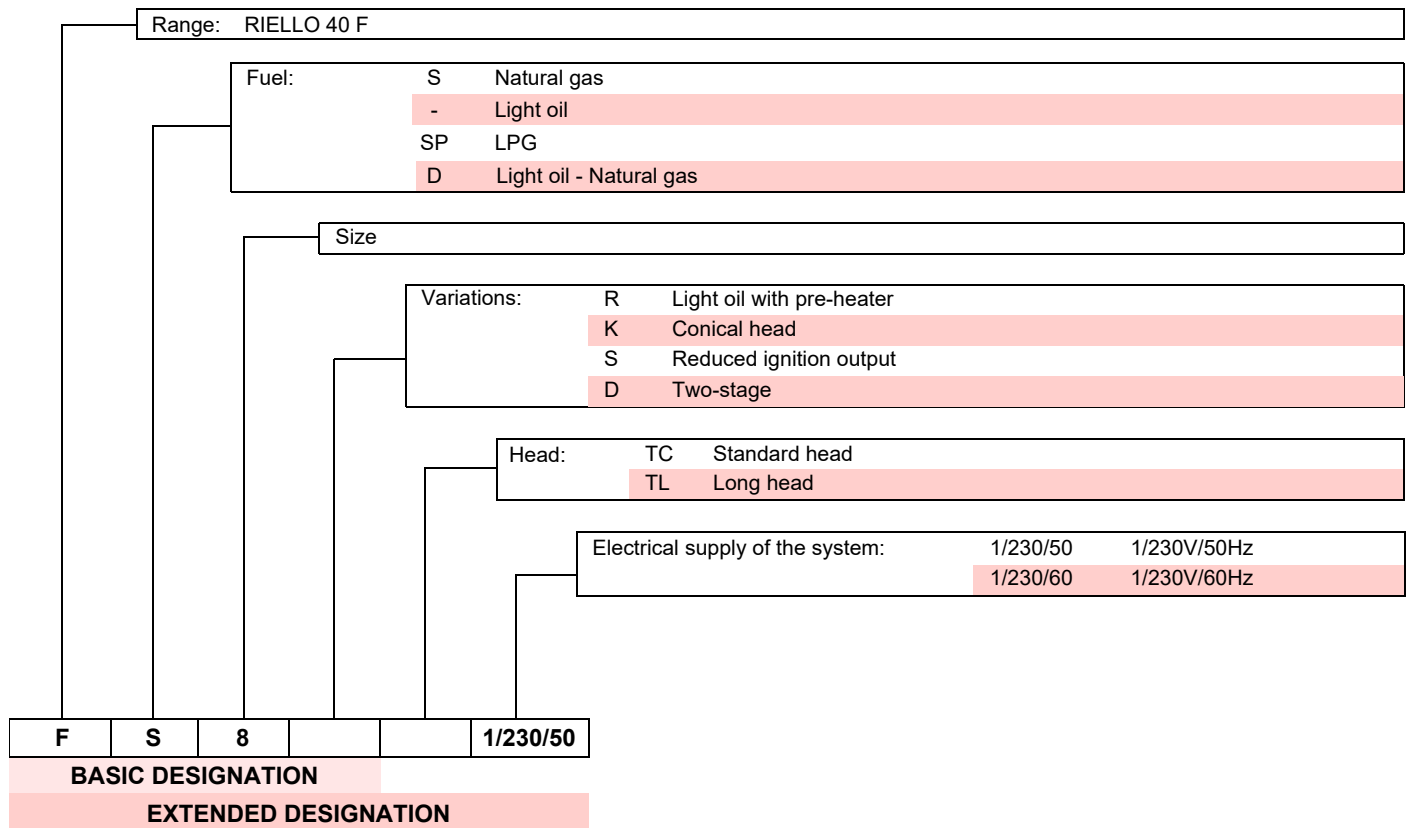 Range: RIELLO 40 F
Fuel: S Natural gas
- Light oil
SP LPG
D Light oil - Natural gas
Size
Variations: R Light oil with pre-heater
K Conical head
S Reduced ignition output
D Two-stage
Head: TC Standard head
TL Long head
Electrical supply of the system: 1/230/50 1/230V/50Hz
1/230/60 1/230V/60Hz
F S 8 1/230/50
BASIC DESIGNATION
EXTENDED DESIGNATION